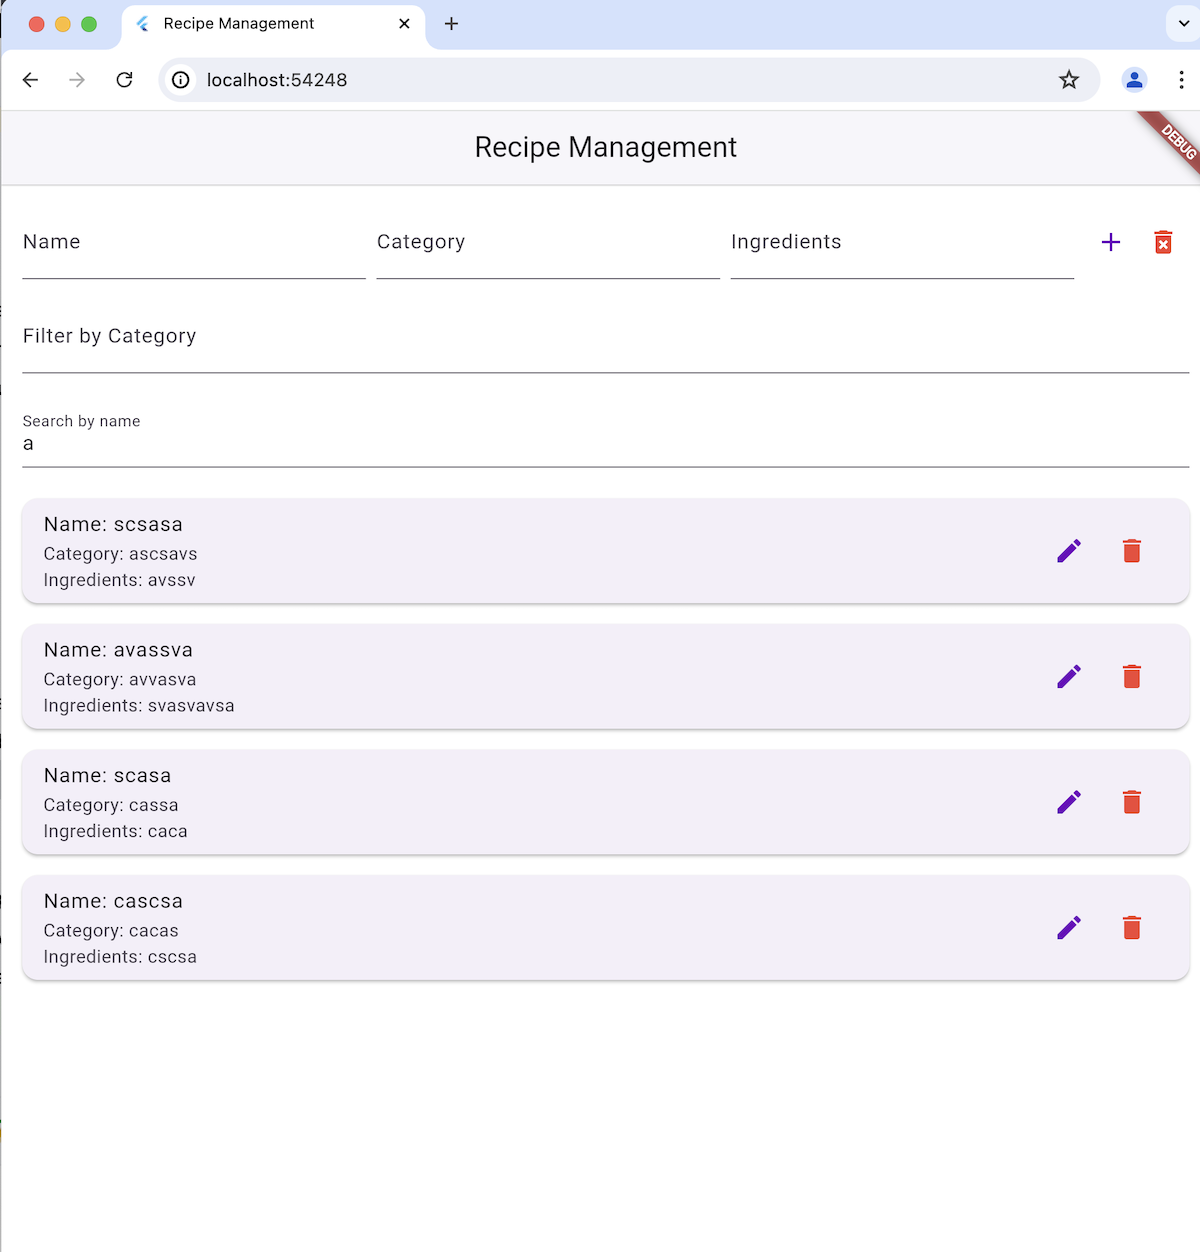 Recipe Management
localhost:54248
Recipe Management
DEBUG
Name Category Ingredients
Filter by Category
Search by name
a
Name: scsasa
Category: ascsavs
Ingredients: avssv
Name: avassva
Category: avvasva
Ingredients: svasvavsa
Name: scasa
Category: cassa
Ingredients: caca
Name: cascsa
Category: cacas
Ingredients: cscsa